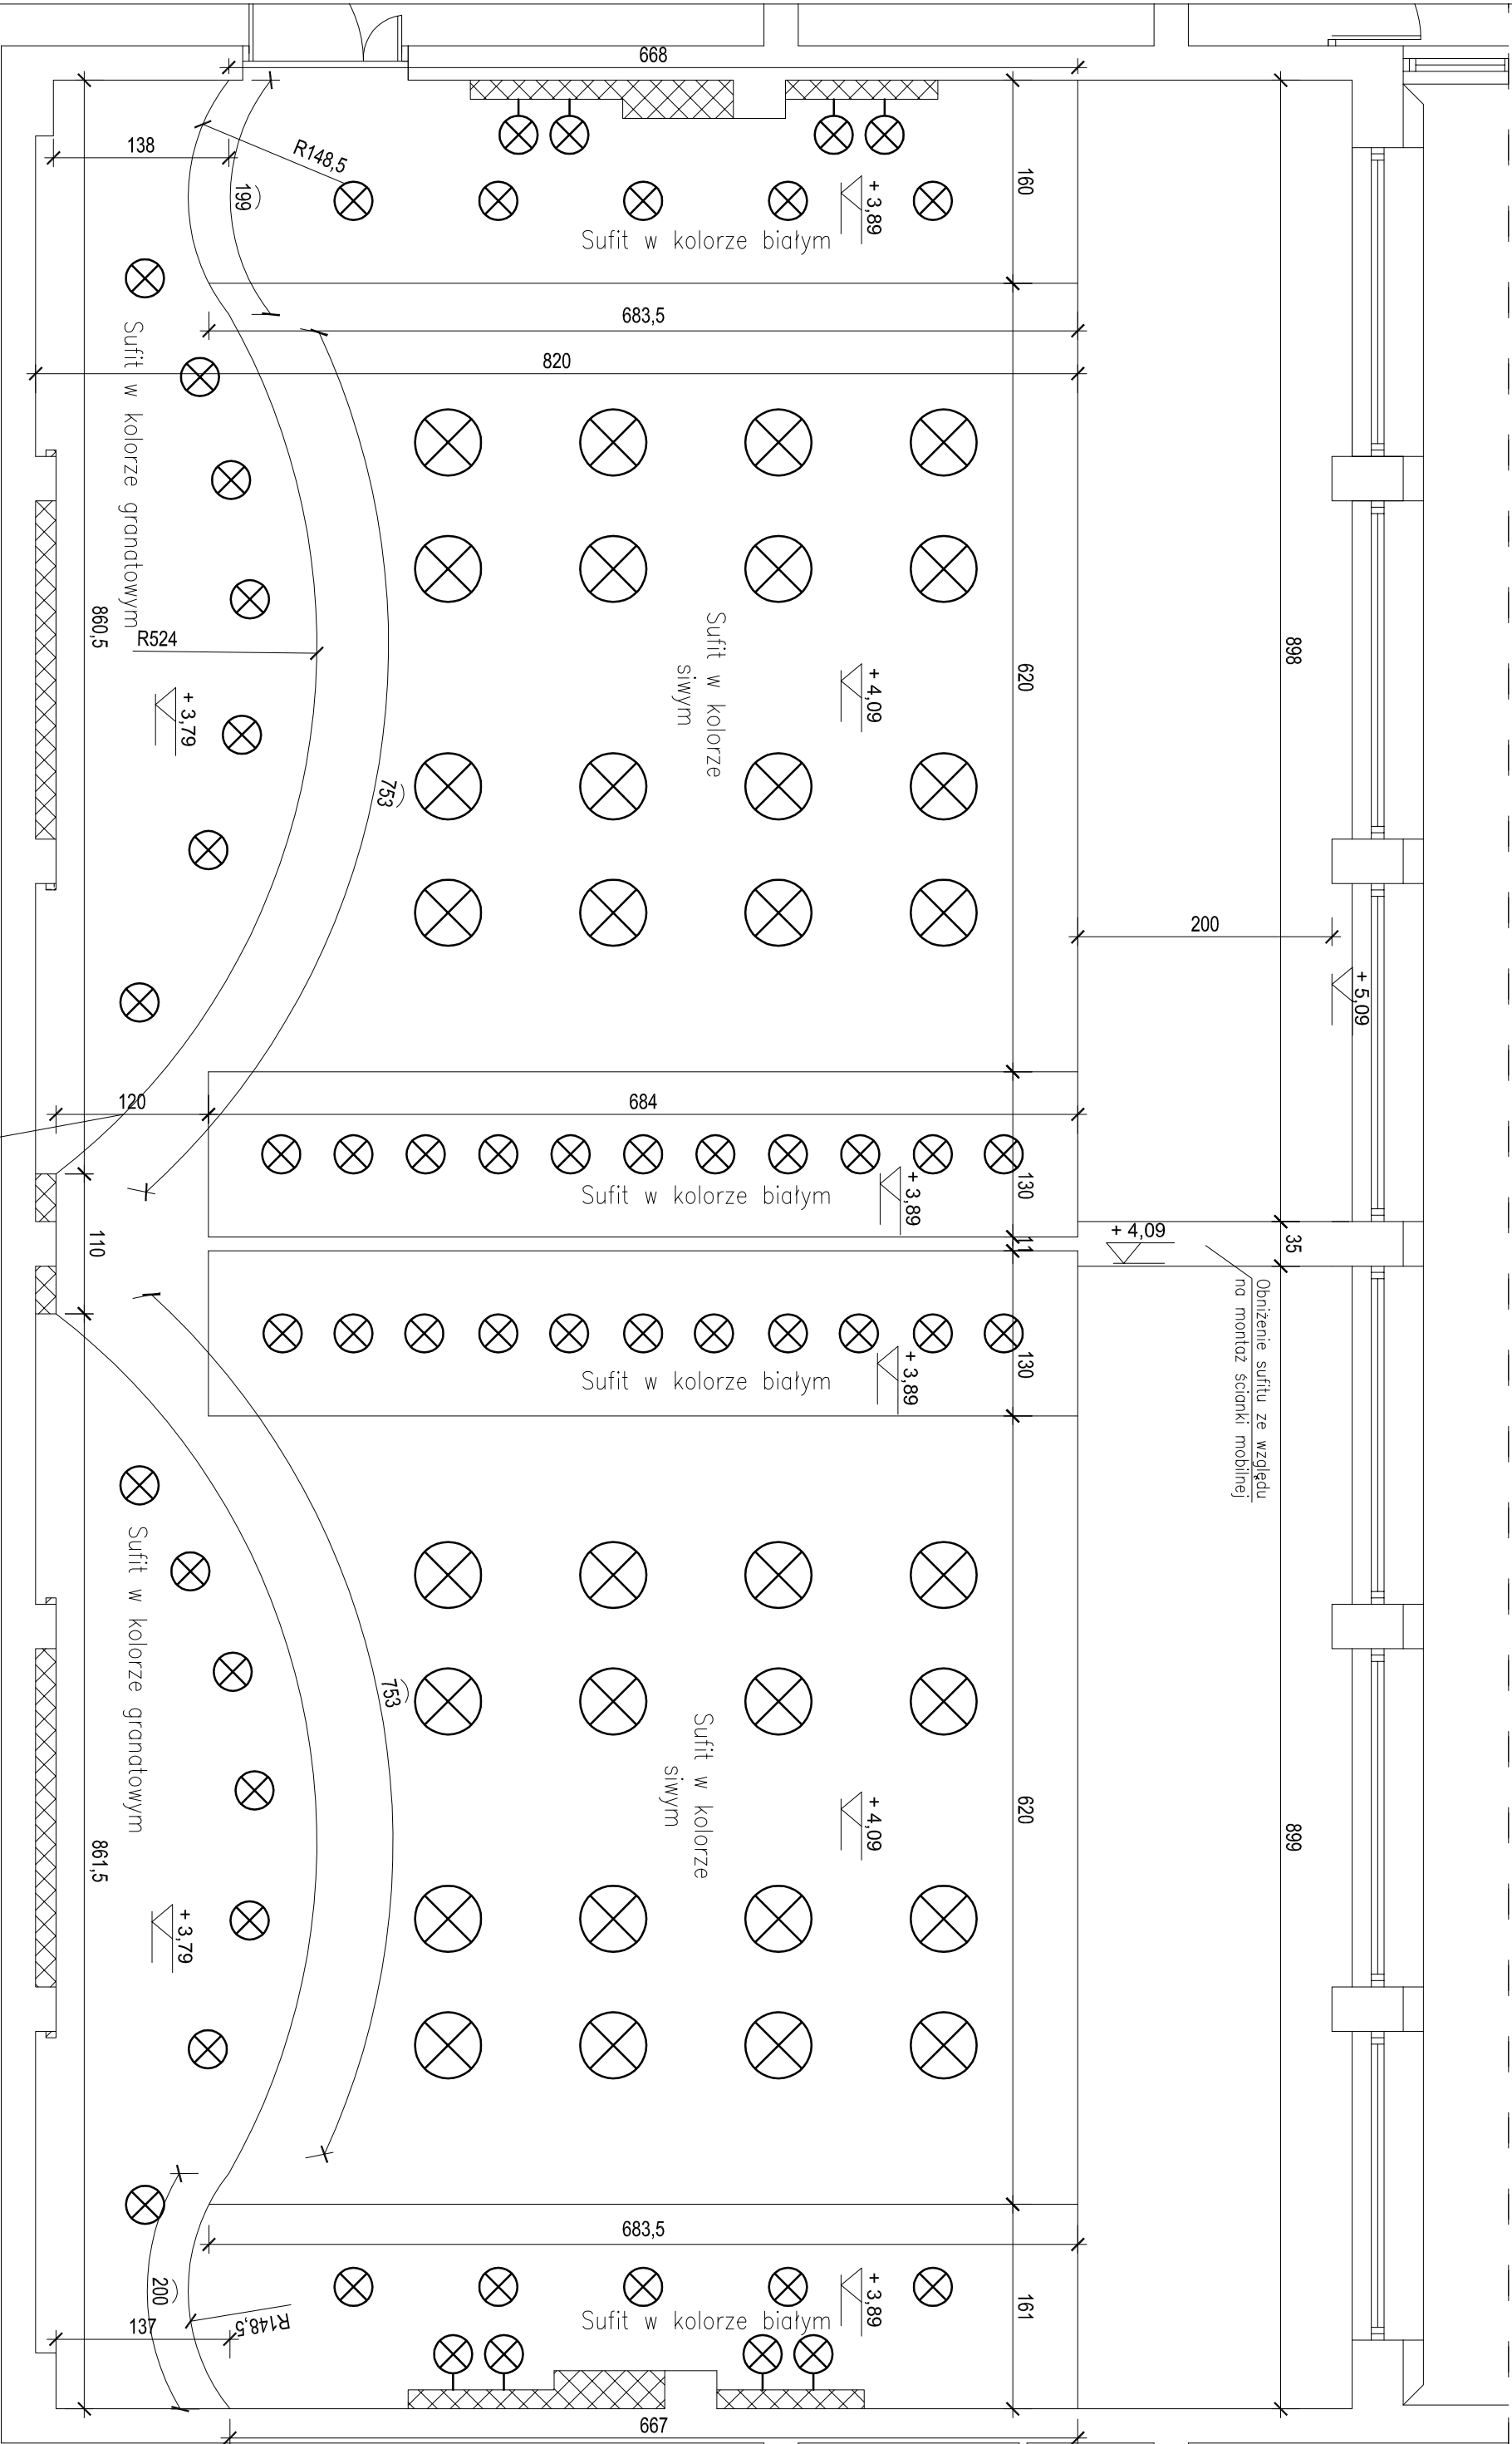 668
138
R148,5
199
+ 3,89
160
Sufit w kolorze białym
683,5
820
Sufit w kolorze granatowym
860,5
R524
+ 3,79
Sufit w kolorze
siwym
+ 4,09
620
898
753
200
+ 5,09
120
684
Sufit w kolorze białym
+ 3,89
130
11
110
+ 4,09
35
Obniżenie sufitu ze względu
na montaż ścianki mobilnej
130
+ 3,89
Sufit w kolorze białym
Sufit w kolorze granatowym
861,5
+ 3,79
753
Sufit w kolorze
siwym
+ 4,09
620
899
683,5
200
R148,5
137
+ 3,89
161
Sufit w kolorze białym
667